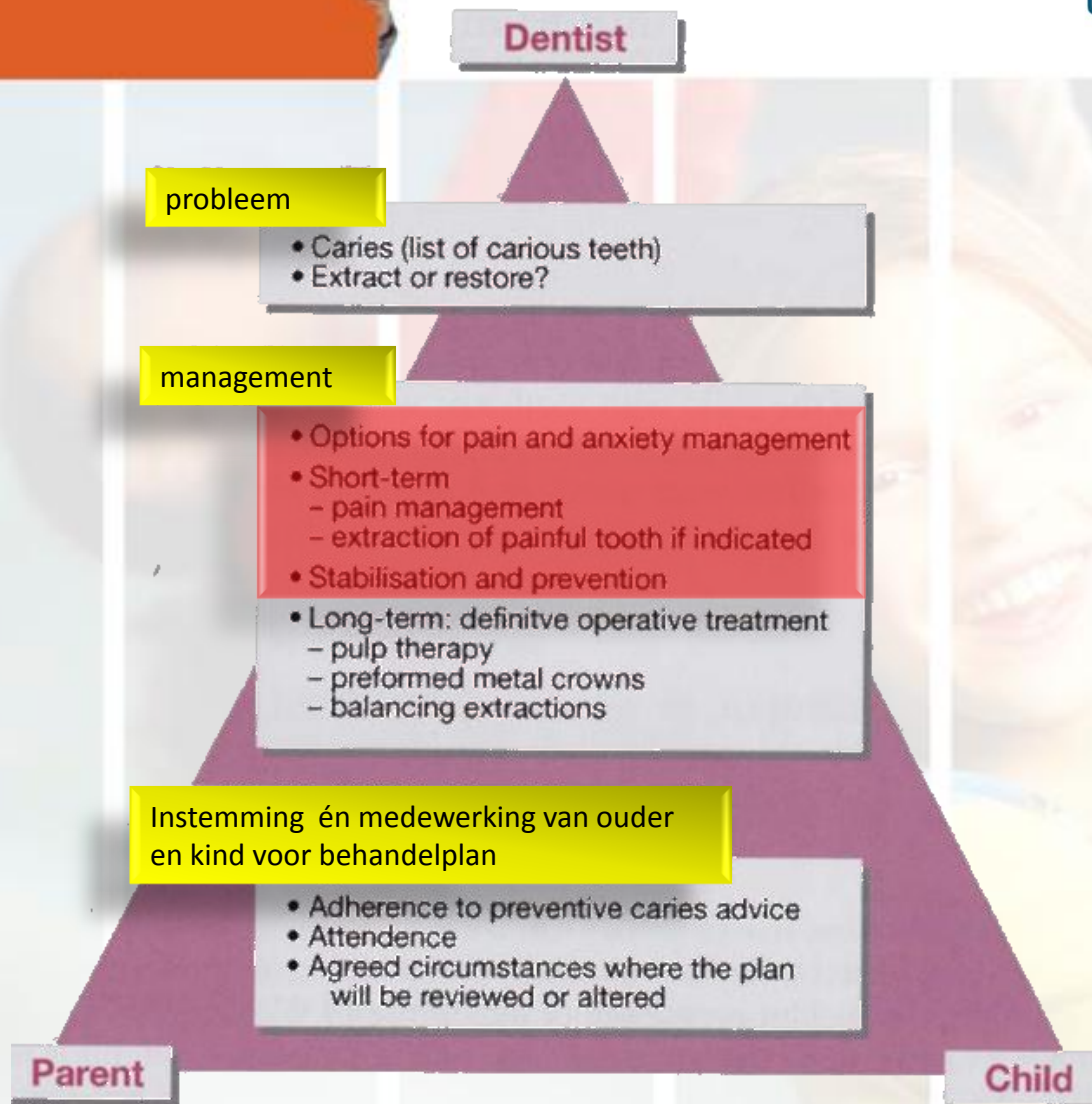 Dentist
probleem
• Caries (list of carious teeth)
• Extract or restore?
management
• Options for pain and anxiety management
• Short-term
– pain management
– extraction of painful tooth if indicated
• Stabilisation and prevention
• Long-term: definitve operative treatment
– pulp therapy
– preformed metal crowns
– balancing extractions
Instemming én medewerking van ouder
en kind voor behandelplan
• Adherence to preventive caries advice
• Attendence
• Agreed circumstances where the plan
will be reviewed or altered
Parent
Child